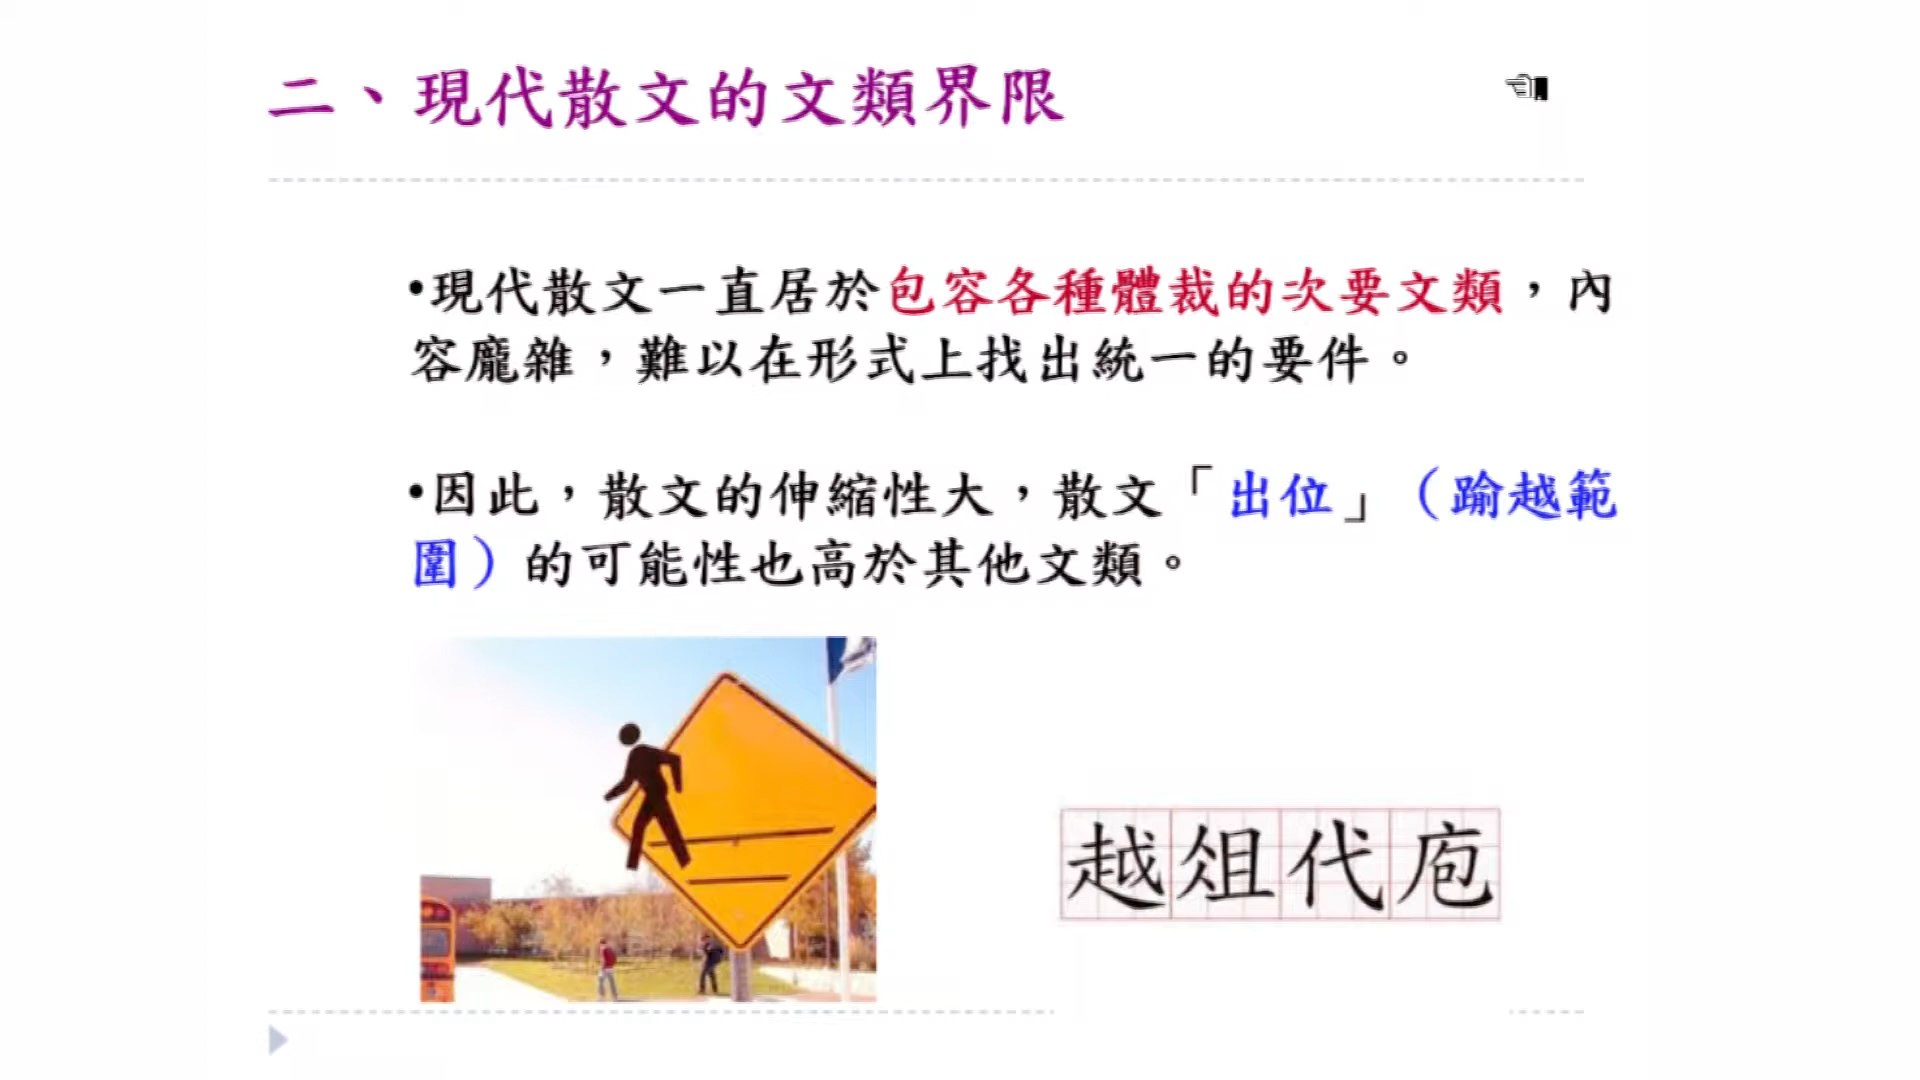 二、現代散文的文類界限
•現代散文一直居於包容各種體裁的次要文類，內
容龐雜，難以在形式上找出統一的要件。
•因此，散文的伸縮性大，散文「出位」（踰越範
圍）的可能性也高於其他文類。
越俎代庖